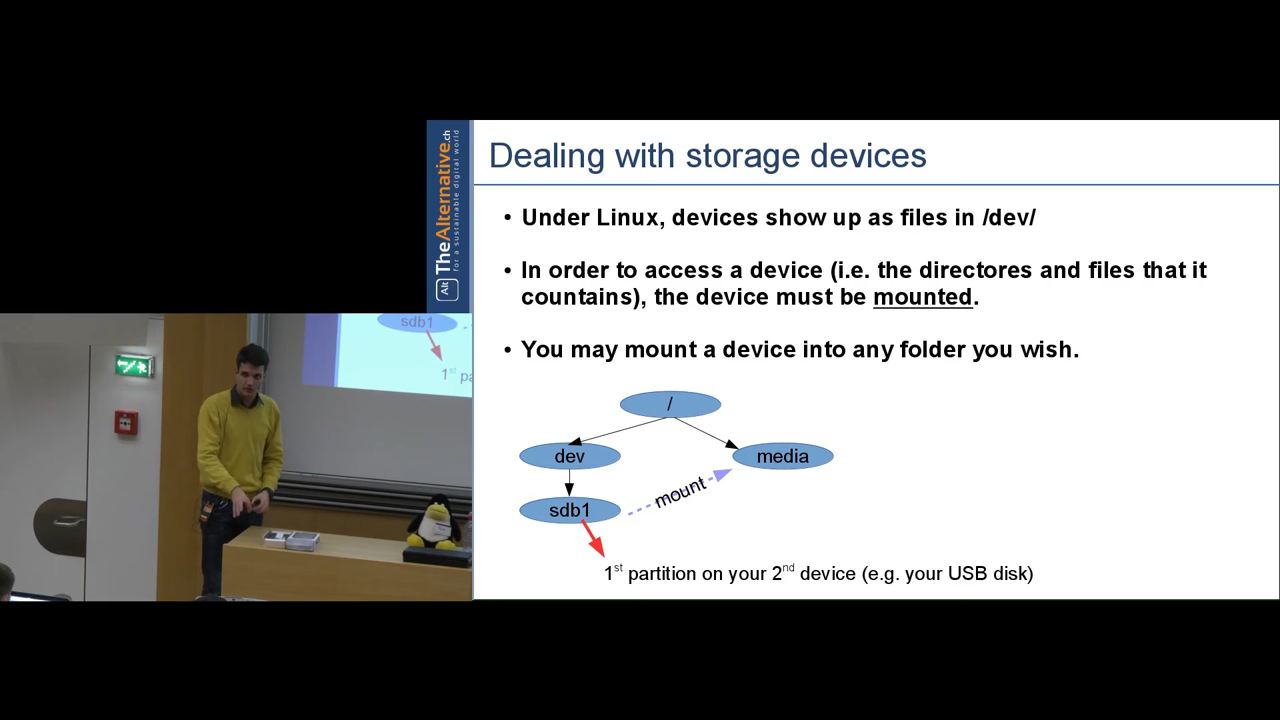 Alt TheAlternative.ch
for a sustainable digital world
Dealing with storage devices
• Under Linux, devices show up as files in /dev/
• In order to access a device (i.e. the directores and files that it
countains), the device must be mounted.
• You may mount a device into any folder you wish.
/
dev
media
mount
sdb1
1st partition on your 2nd device (e.g. your USB disk)
sdb1
1st pa